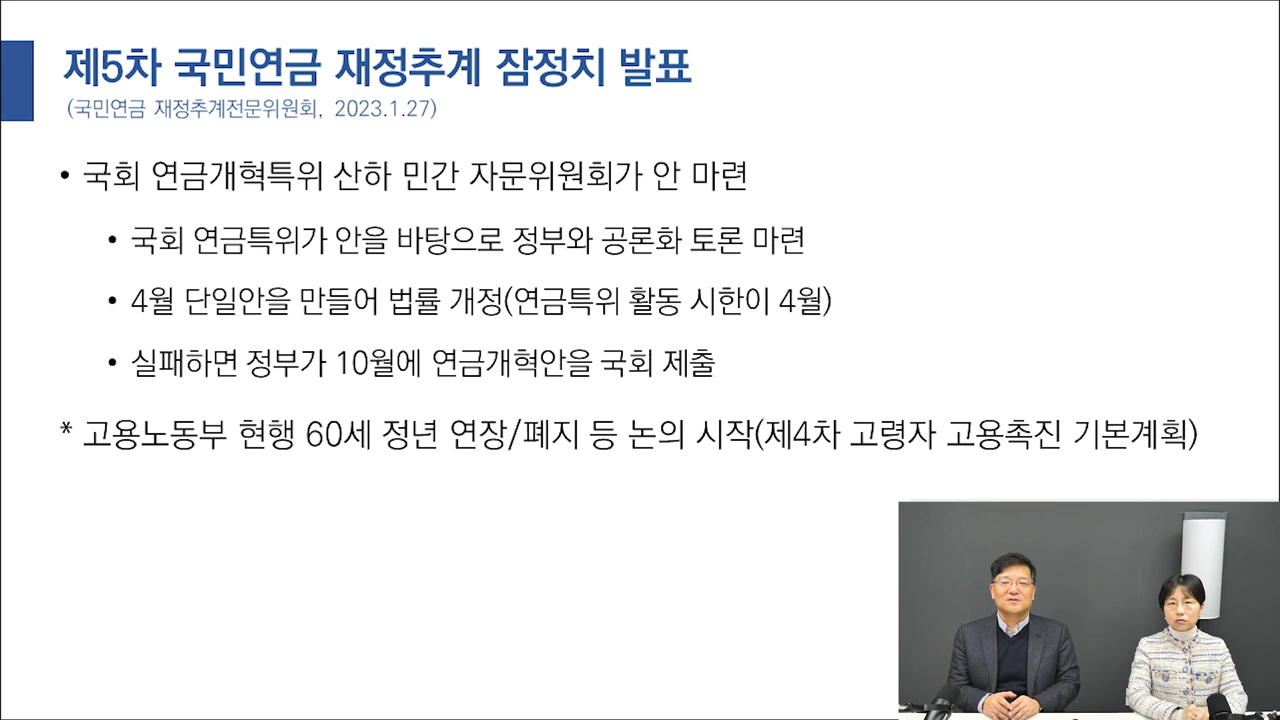 제5차 국민연금 재정추계 잠정치 발표
(국민연금 재정추계전문위원회, 2023.1.27)
• 국회 연금개혁특위 산하 민간 자문위원회가 안 마련
• 국회 연금특위가 안을 바탕으로 정부와 공론화 토론 마련
• 4월 단일안을 만들어 법률 개정(연금특위 활동 시한이 4월)
• 실패하면 정부가 10월에 연금개혁안을 국회 제출
* 고용노동부 현행 60세 정년 연장/폐지 등 논의 시작(제4차 고령자 고용촉진 기본계획)